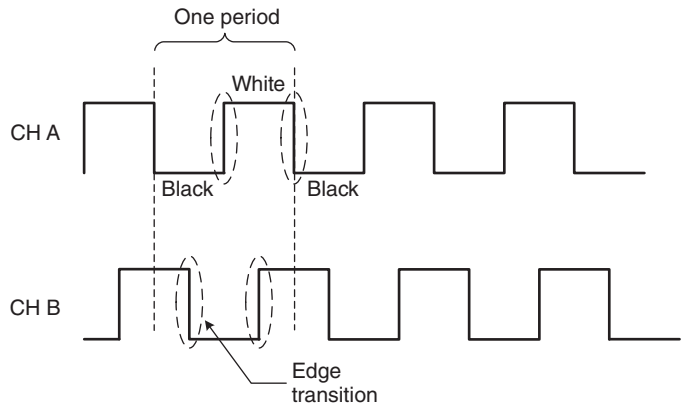 One period
White
CH A
Black
Black
CH B
Edge
transition